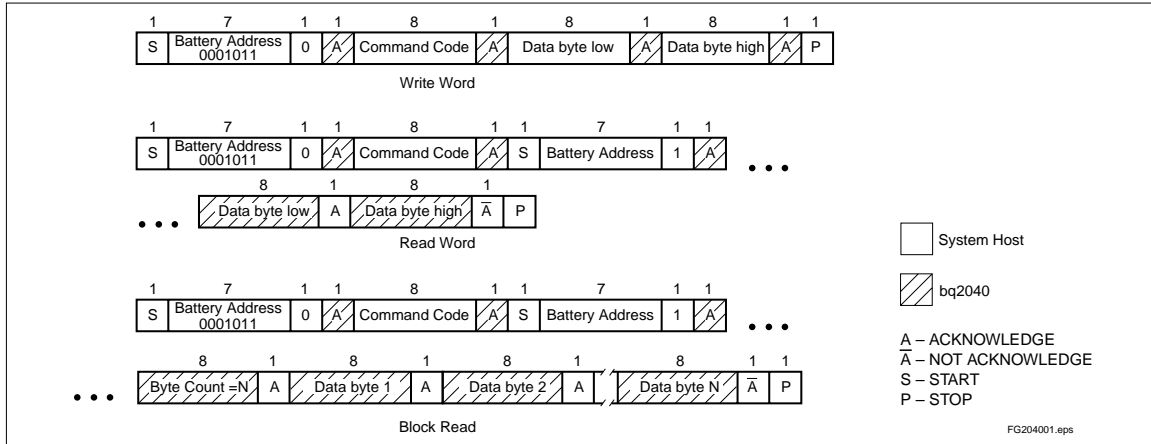 1 7 1 1 8 1 8 1 8 1 1
S Battery Address 0001011 0 A Command Code A Data byte low A Data byte high A P
Write Word
1 7 1 1 8 1 1 7 1 1
S Battery Address 0001011 0 A Command Code A S Battery Address 1 A • • •
8 1 8 1
• • • Data byte low A Data byte high A̅ P
Read Word
System Host
bq2040
1 7 1 1 8 1 1 7 1 1
S Battery Address 0001011 0 A Command Code A S Battery Address 1 A • • •
8 1 8 1 8 1 8 1 1
• • • Byte Count =N A Data byte 1 A Data byte 2 A Data byte N A̅ P
Block Read
A – ACKNOWLEDGE
A̅ – NOT ACKNOWLEDGE
S – START
P – STOP
FG204001.eps